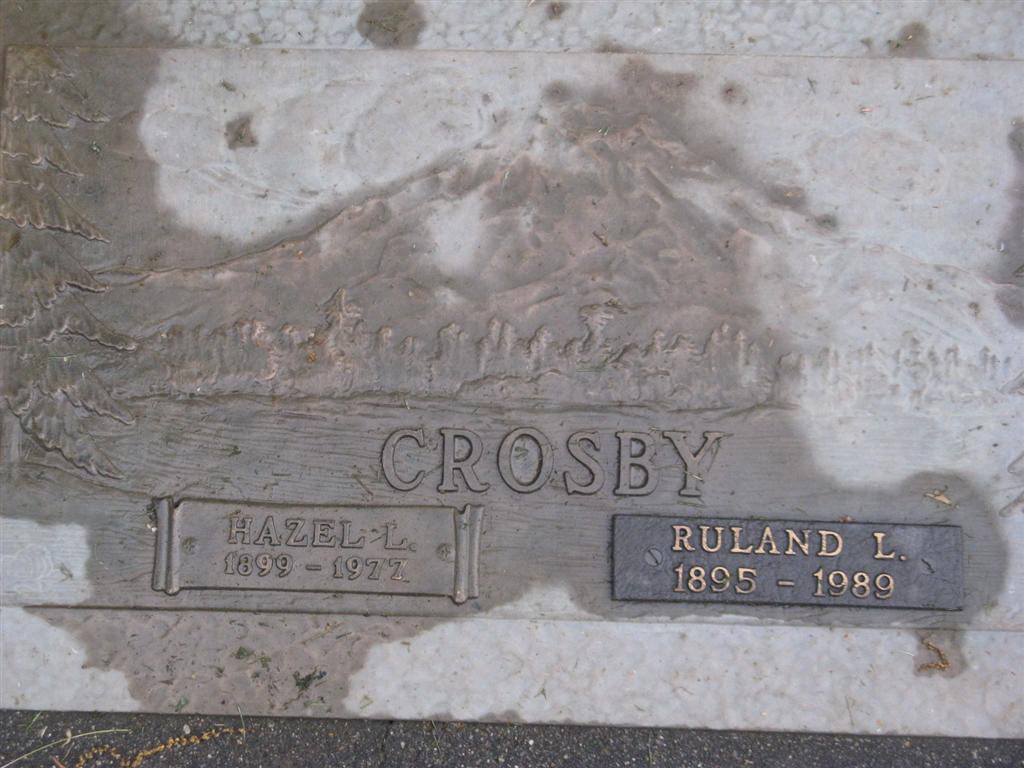 CROSBY
HAZEL L.
1899 - 1977
RULAND L.
1895 - 1989